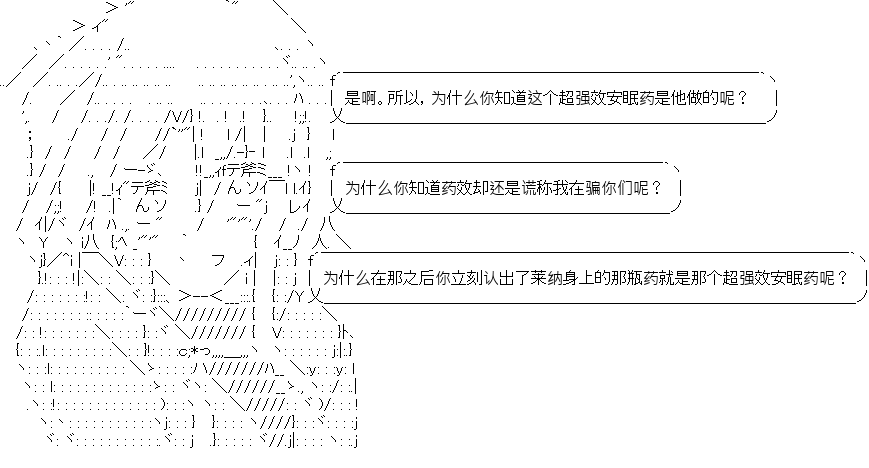 是啊。所以，为什么你知道这个超强效安眠药是他做的呢？
为什么你知道药效却还是谎称我在骗你们呢？
为什么在那之后你立刻认出了莱纳身上的那瓶药就是那个超强效安眠药呢？